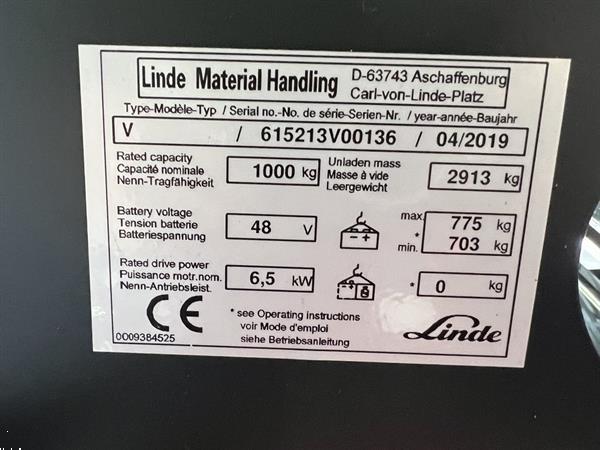 Linde Material Handling D-63743 Aschaffenburg
Carl-von-Linde-Platz
Type-Modèle-Typ / Serial no.-No. de série-Serien-Nr. / year-année-Baujahr
V / 615213V00136 / 04/2019
Rated capacity
Capacité nominale
Nenn-Tragfähigkeit
1000 kg
Unladen mass
Masse à vide
Leergewicht
2913 kg
Battery voltage
Tension batterie
Batteriespannung
48 V
max. 775 kg
*
min. 703 kg
Rated drive power
Puissance motr.nom.
Nenn-Antriebsleist.
6,5 kW
* 0 kg
CE
0009384525
* see Operating instructions
voir Mode d'emploi
siehe Betriebsanleitung
Linde